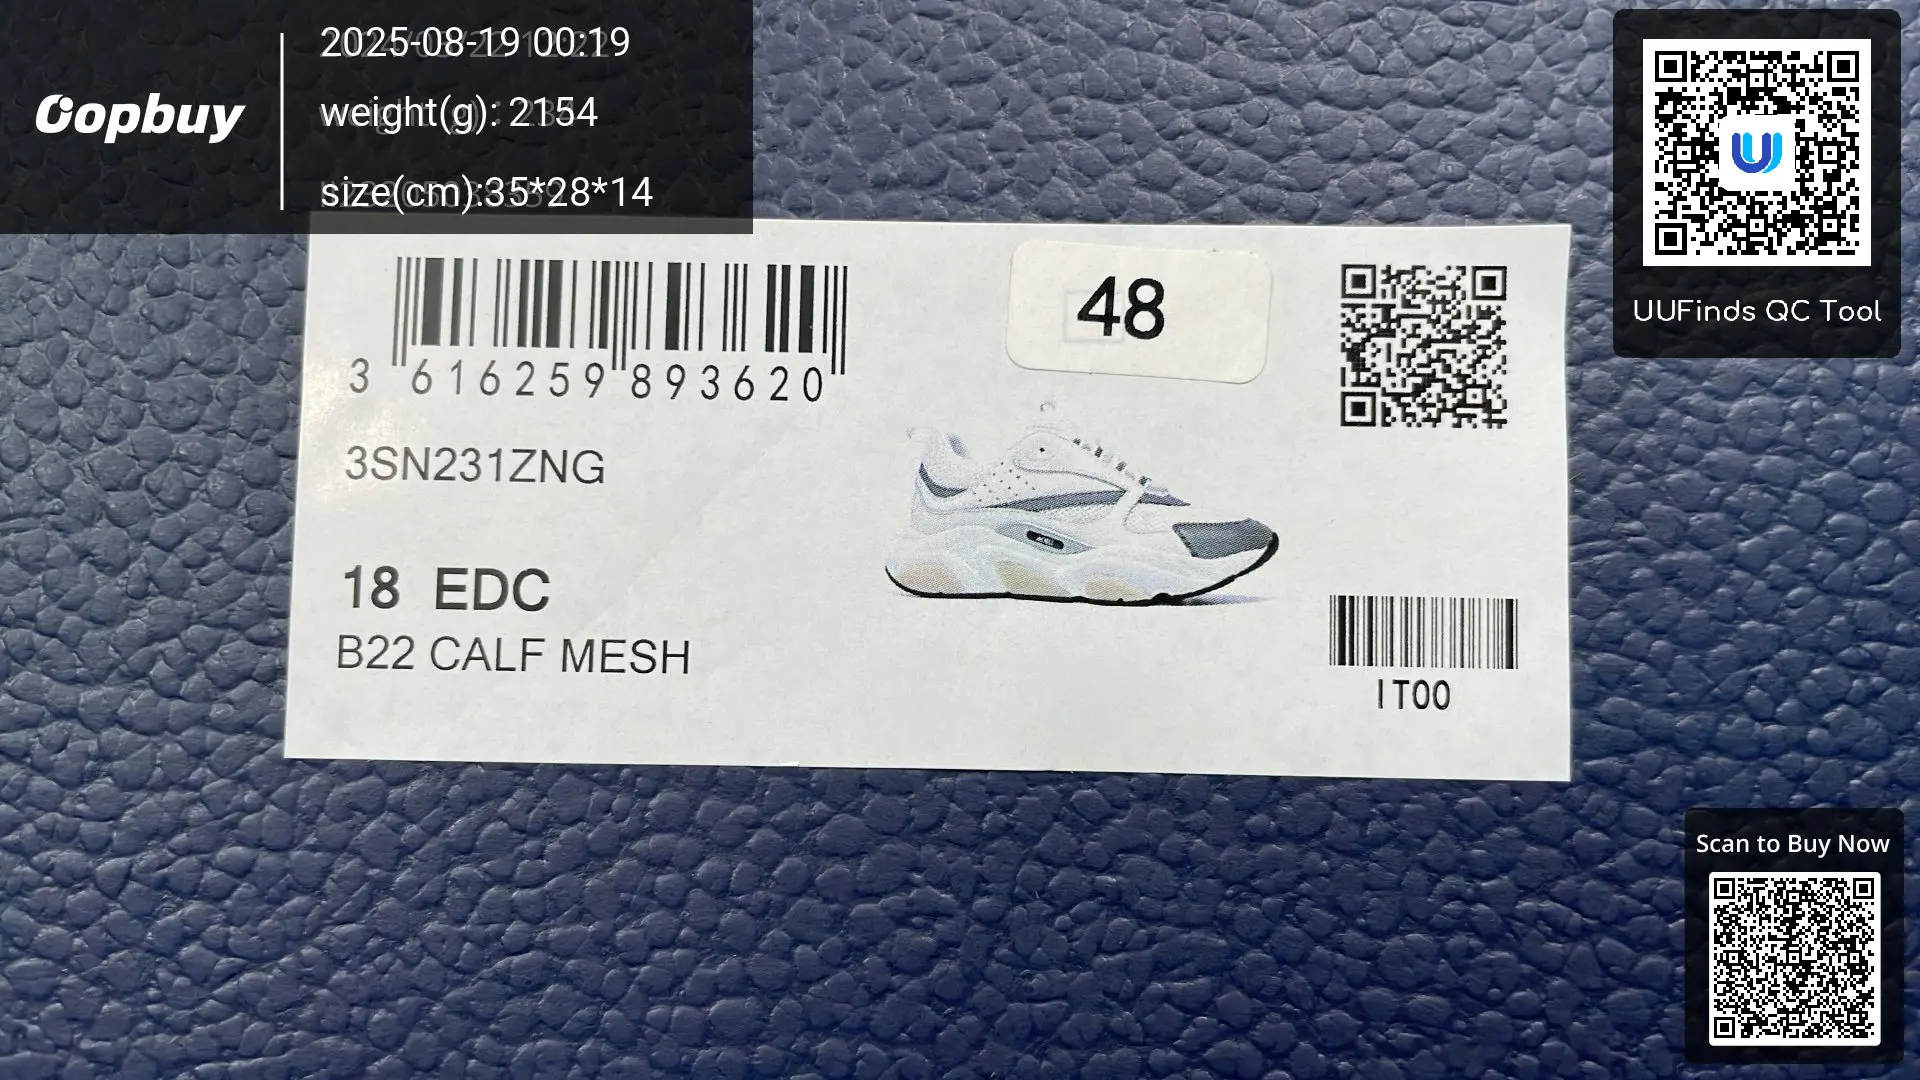 Oopbuy
2025-08-19 00:19
weight(g): 2154
size(cm):35*28*14
UUFinds QC Tool
3 616259 893620
48
3SN231ZNG
18 EDC
B22 CALF MESH
IT00
Scan to Buy Now